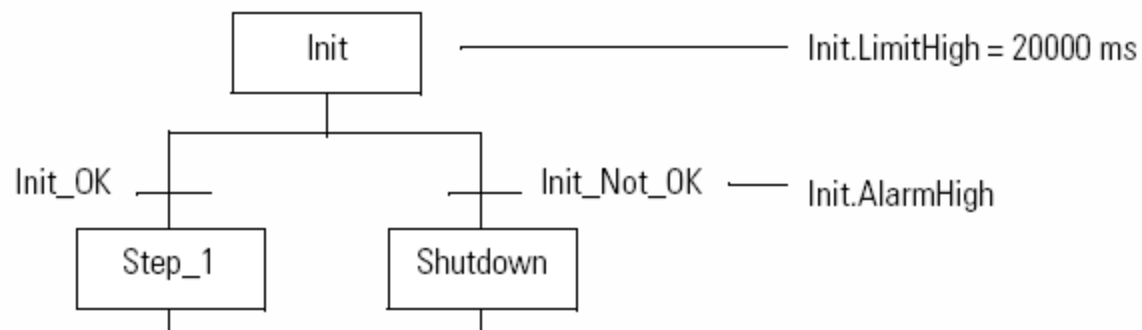 Init
Init.LimitHigh = 20000 ms
Init_OK
Init_Not_OK
Init.AlarmHigh
Step_1
Shutdown